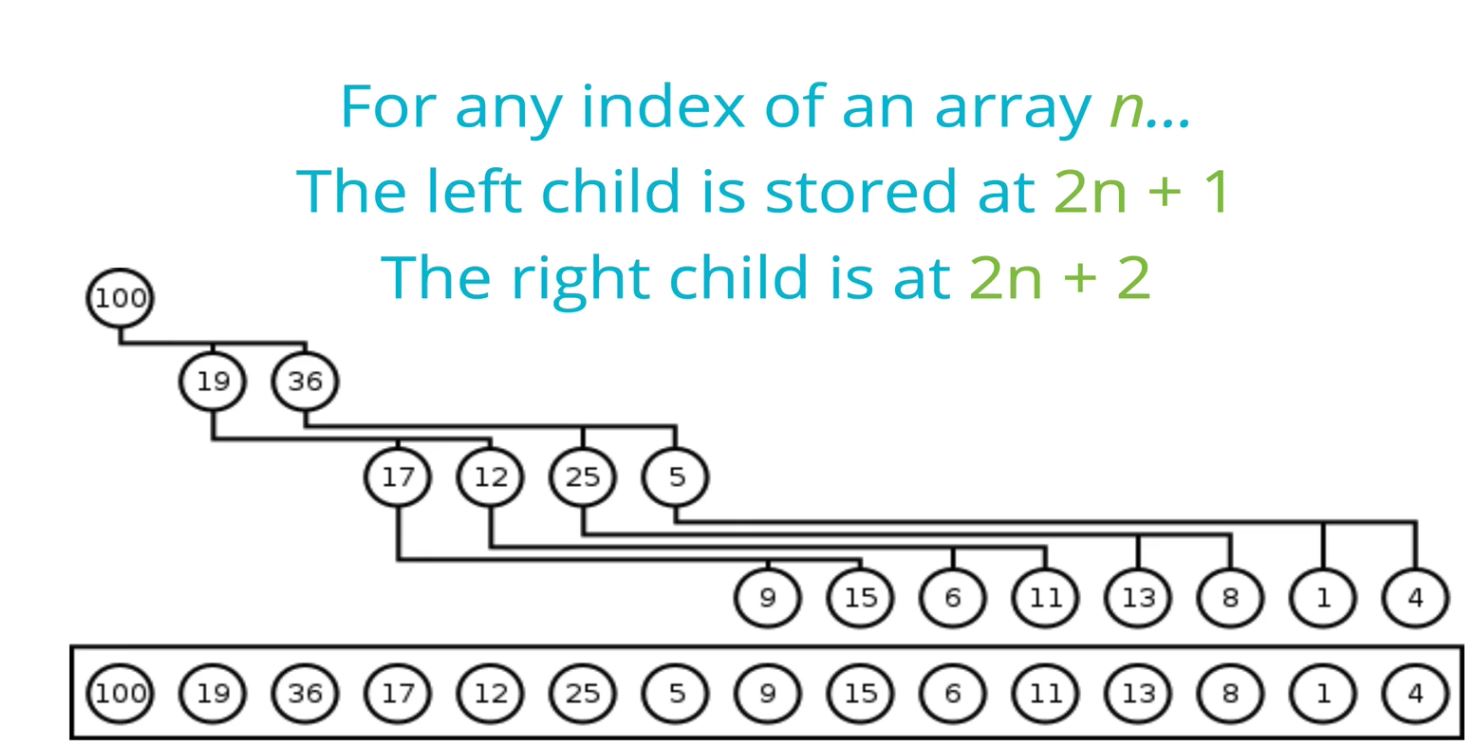 For any index of an array n...
The left child is stored at 2n + 1
The right child is at 2n + 2
100
19 36
17 12 25 5
9 15 6 11 13 8 1 4
100 19 36 17 12 25 5 9 15 6 11 13 8 1 4